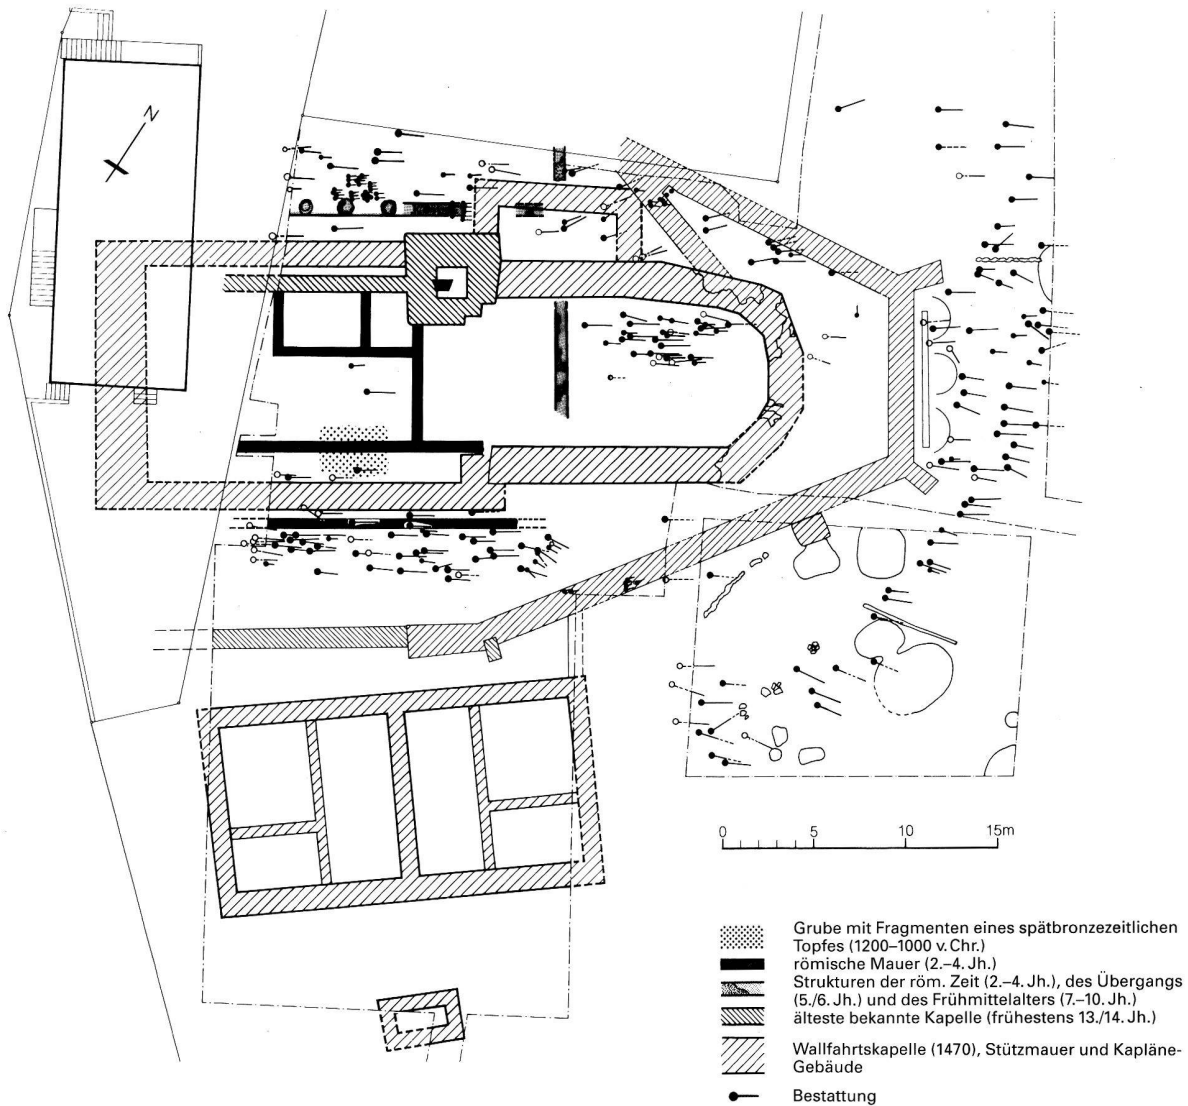 N
0 5 10 15m
Grube mit Fragmenten eines spätbronzezeitlichen
Topfes (1200–1000 v. Chr.)
römische Mauer (2.–4. Jh.)
Strukturen der röm. Zeit (2.–4. Jh.), des Übergangs
(5./6. Jh.) und des Frühmittelalters (7.–10. Jh.)
älteste bekannte Kapelle (frühestens 13./14. Jh.)
Wallfahrtskapelle (1470), Stützmauer und Kapläne-
Gebäude
Bestattung